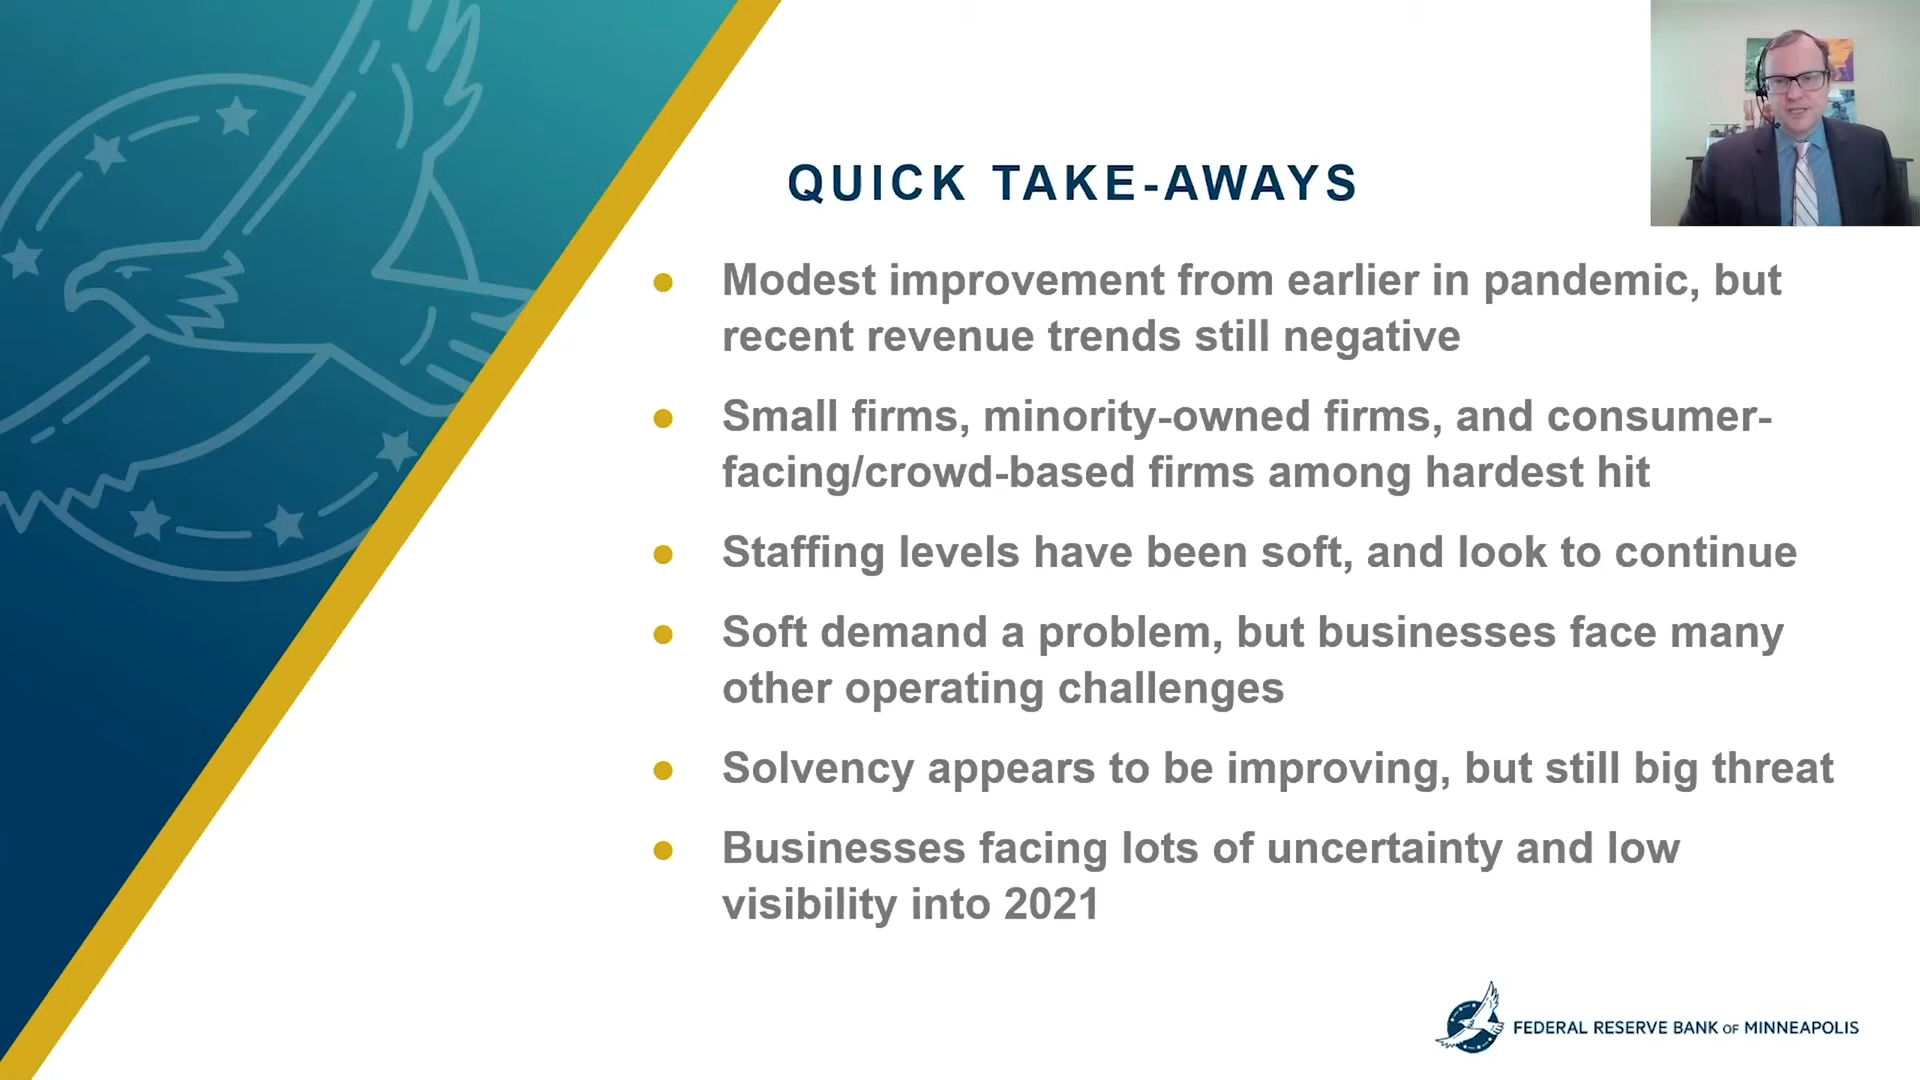 QUICK TAKE-AWAYS
● Modest improvement from earlier in pandemic, but
recent revenue trends still negative
● Small firms, minority-owned firms, and consumer-
facing/crowd-based firms among hardest hit
● Staffing levels have been soft, and look to continue
● Soft demand a problem, but businesses face many
other operating challenges
● Solvency appears to be improving, but still big threat
● Businesses facing lots of uncertainty and low
visibility into 2021
FEDERAL RESERVE BANK OF MINNEAPOLIS